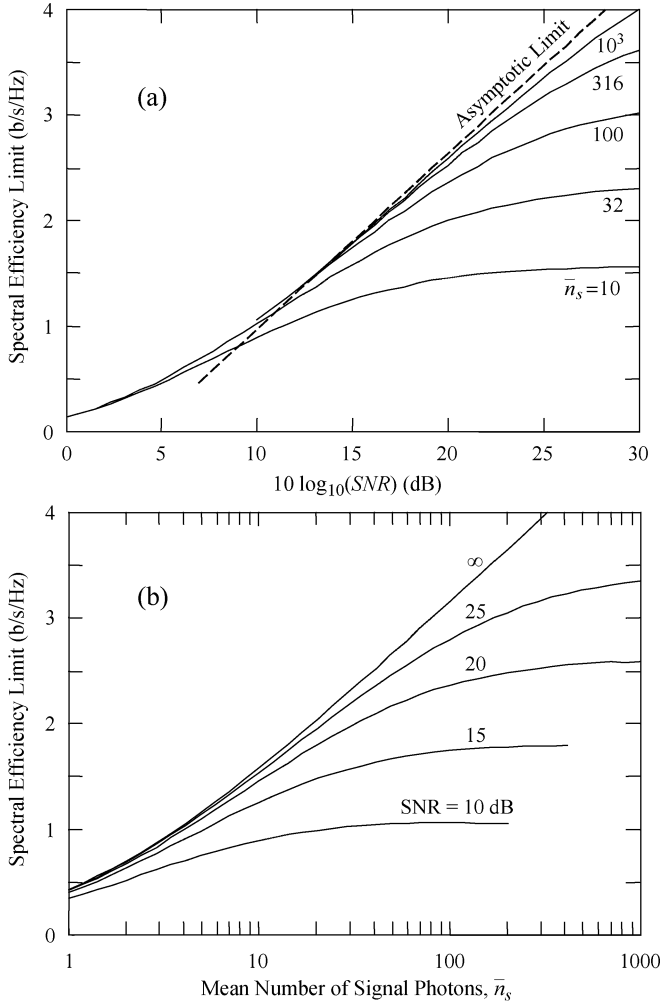 4
3
2
1
0
Spectral Efficiency Limit (b/s/Hz)
(a)
Asymptotic Limit
10³
316
100
32
n̄ₛ=10
0 5 10 15 20 25 30
10 log₁₀(SNR) (dB)
4
3
2
1
0
Spectral Efficiency Limit (b/s/Hz)
(b)
∞
25
20
15
SNR = 10 dB
1 10 100 1000
Mean Number of Signal Photons, n̄ₛ